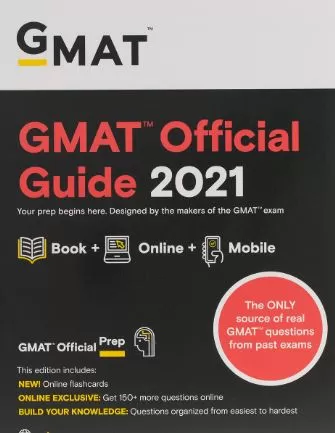 GMAT™
GMAT™ Official
Guide 2021
Your prep begins here. Designed by the makers of the GMAT™ exam
Book + Online + Mobile
The ONLY
source of real
GMAT™ questions
from past exams
GMAT™ Official Prep
This edition includes:
NEW! Online flashcards
ONLINE EXCLUSIVE: Get 150+ more questions online
BUILD YOUR KNOWLEDGE: Questions organized from easiest to hardest